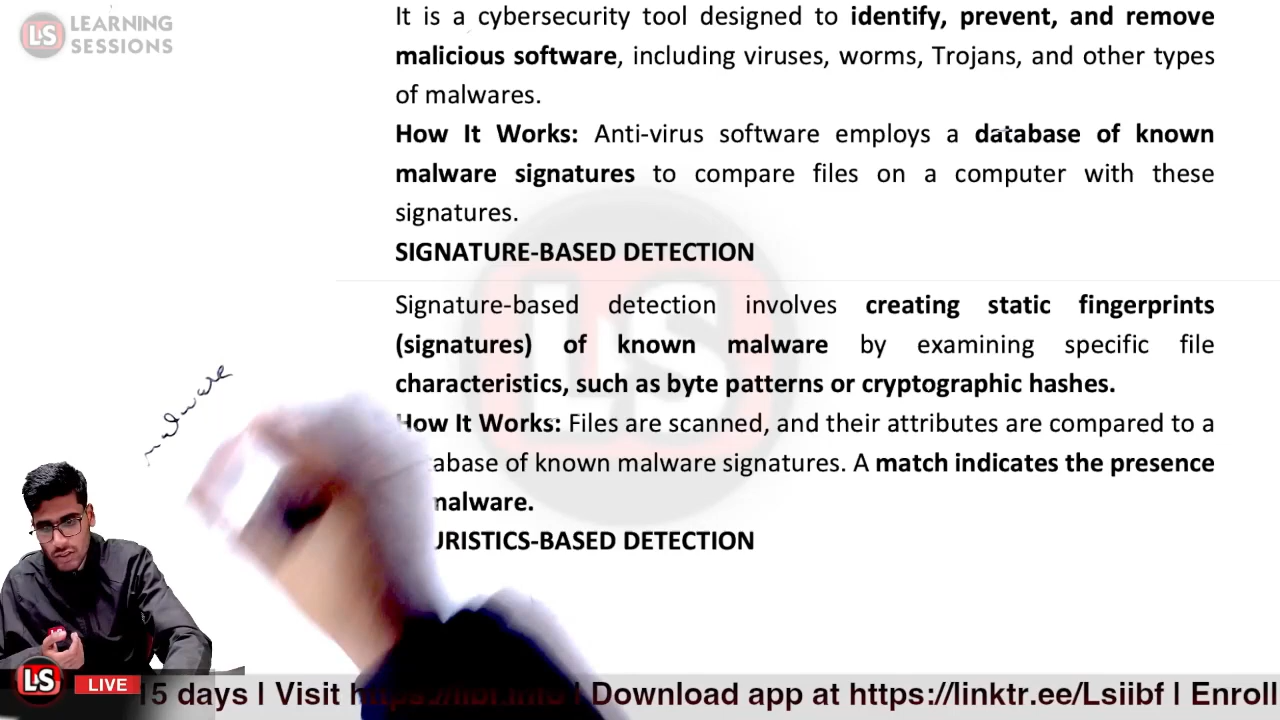 LS LEARNING SESSIONS
It is a cybersecurity tool designed to identify, prevent, and remove
malicious software, including viruses, worms, Trojans, and other types
of malwares.
How It Works: Anti-virus software employs a database of known
malware signatures to compare files on a computer with these
signatures.
SIGNATURE-BASED DETECTION
Signature-based detection involves creating static fingerprints
(signatures) of known malware by examining specific file
characteristics, such as byte patterns or cryptographic hashes.
malware
How It Works: Files are scanned, and their attributes are compared to a
abase of known malware signatures. A match indicates the presence
malware.
URISTICS-BASED DETECTION
LS LIVE 15 days | Visit | Download app at https://linktr.ee/Lsiibf | Enroll